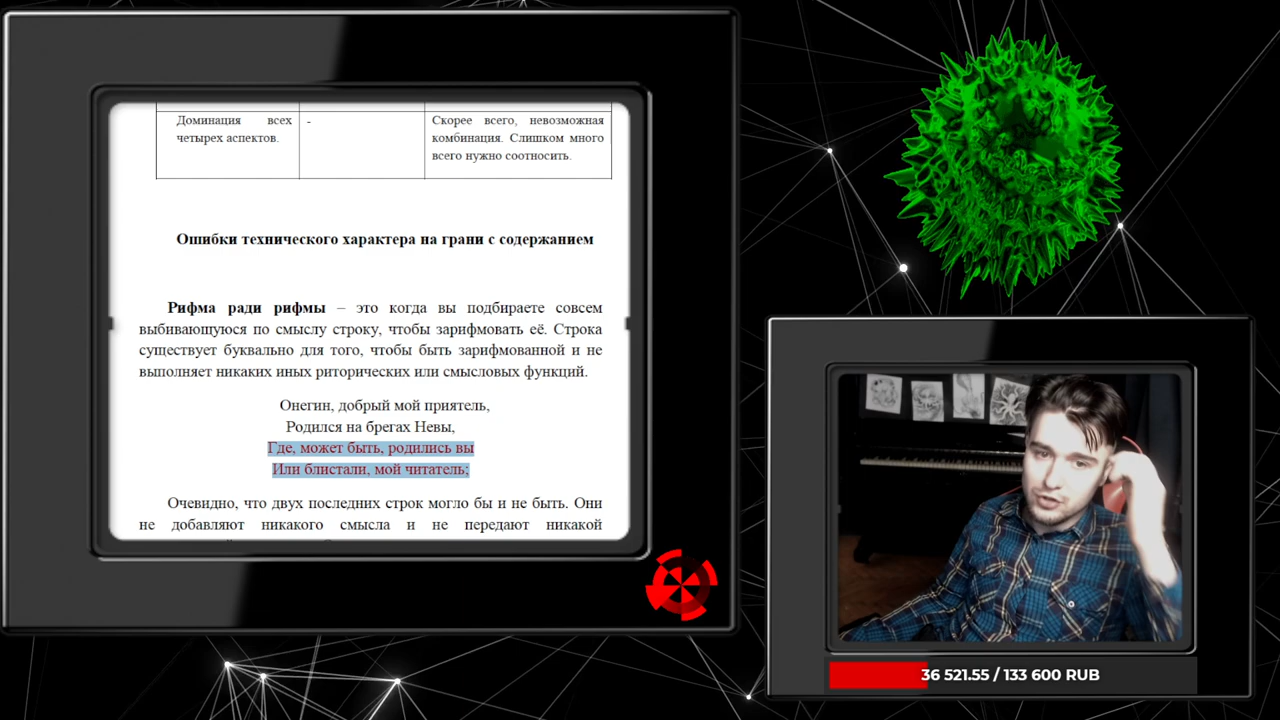 Доминация всех
четырех аспектов.
-
Скорее всего, невозможная
комбинация. Слишком много
всего нужно соотносить.
Ошибки технического характера на грани с содержанием
Рифма ради рифмы – это когда вы подбираете совсем
выбивающуюся по смыслу строку, чтобы зарифмовать её. Строка
существует буквально для того, чтобы быть зарифмованной и не
выполняет никаких иных риторических или смысловых функций.
Онегин, добрый мой приятель,
Родился на брегах Невы,
Где, может быть, родились вы
Или блистали, мой читатель;
Очевидно, что двух последних строк могло бы и не быть. Они
не добавляют никакого смысла и не передают никакой
36 521.55 / 133 600 RUB